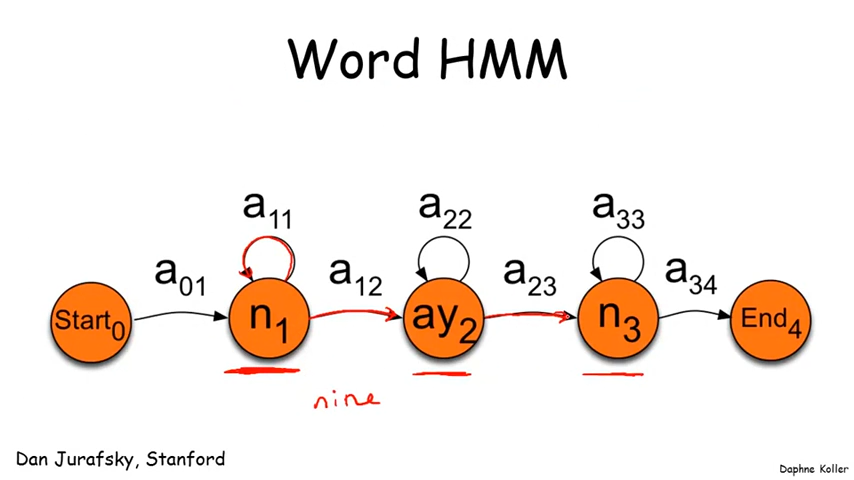 Word HMM
a11 a22 a33
a01 a12 a23 a34
Start0 n1 ay2 n3 End4
nine
Dan Jurafsky, Stanford
Daphne Koller